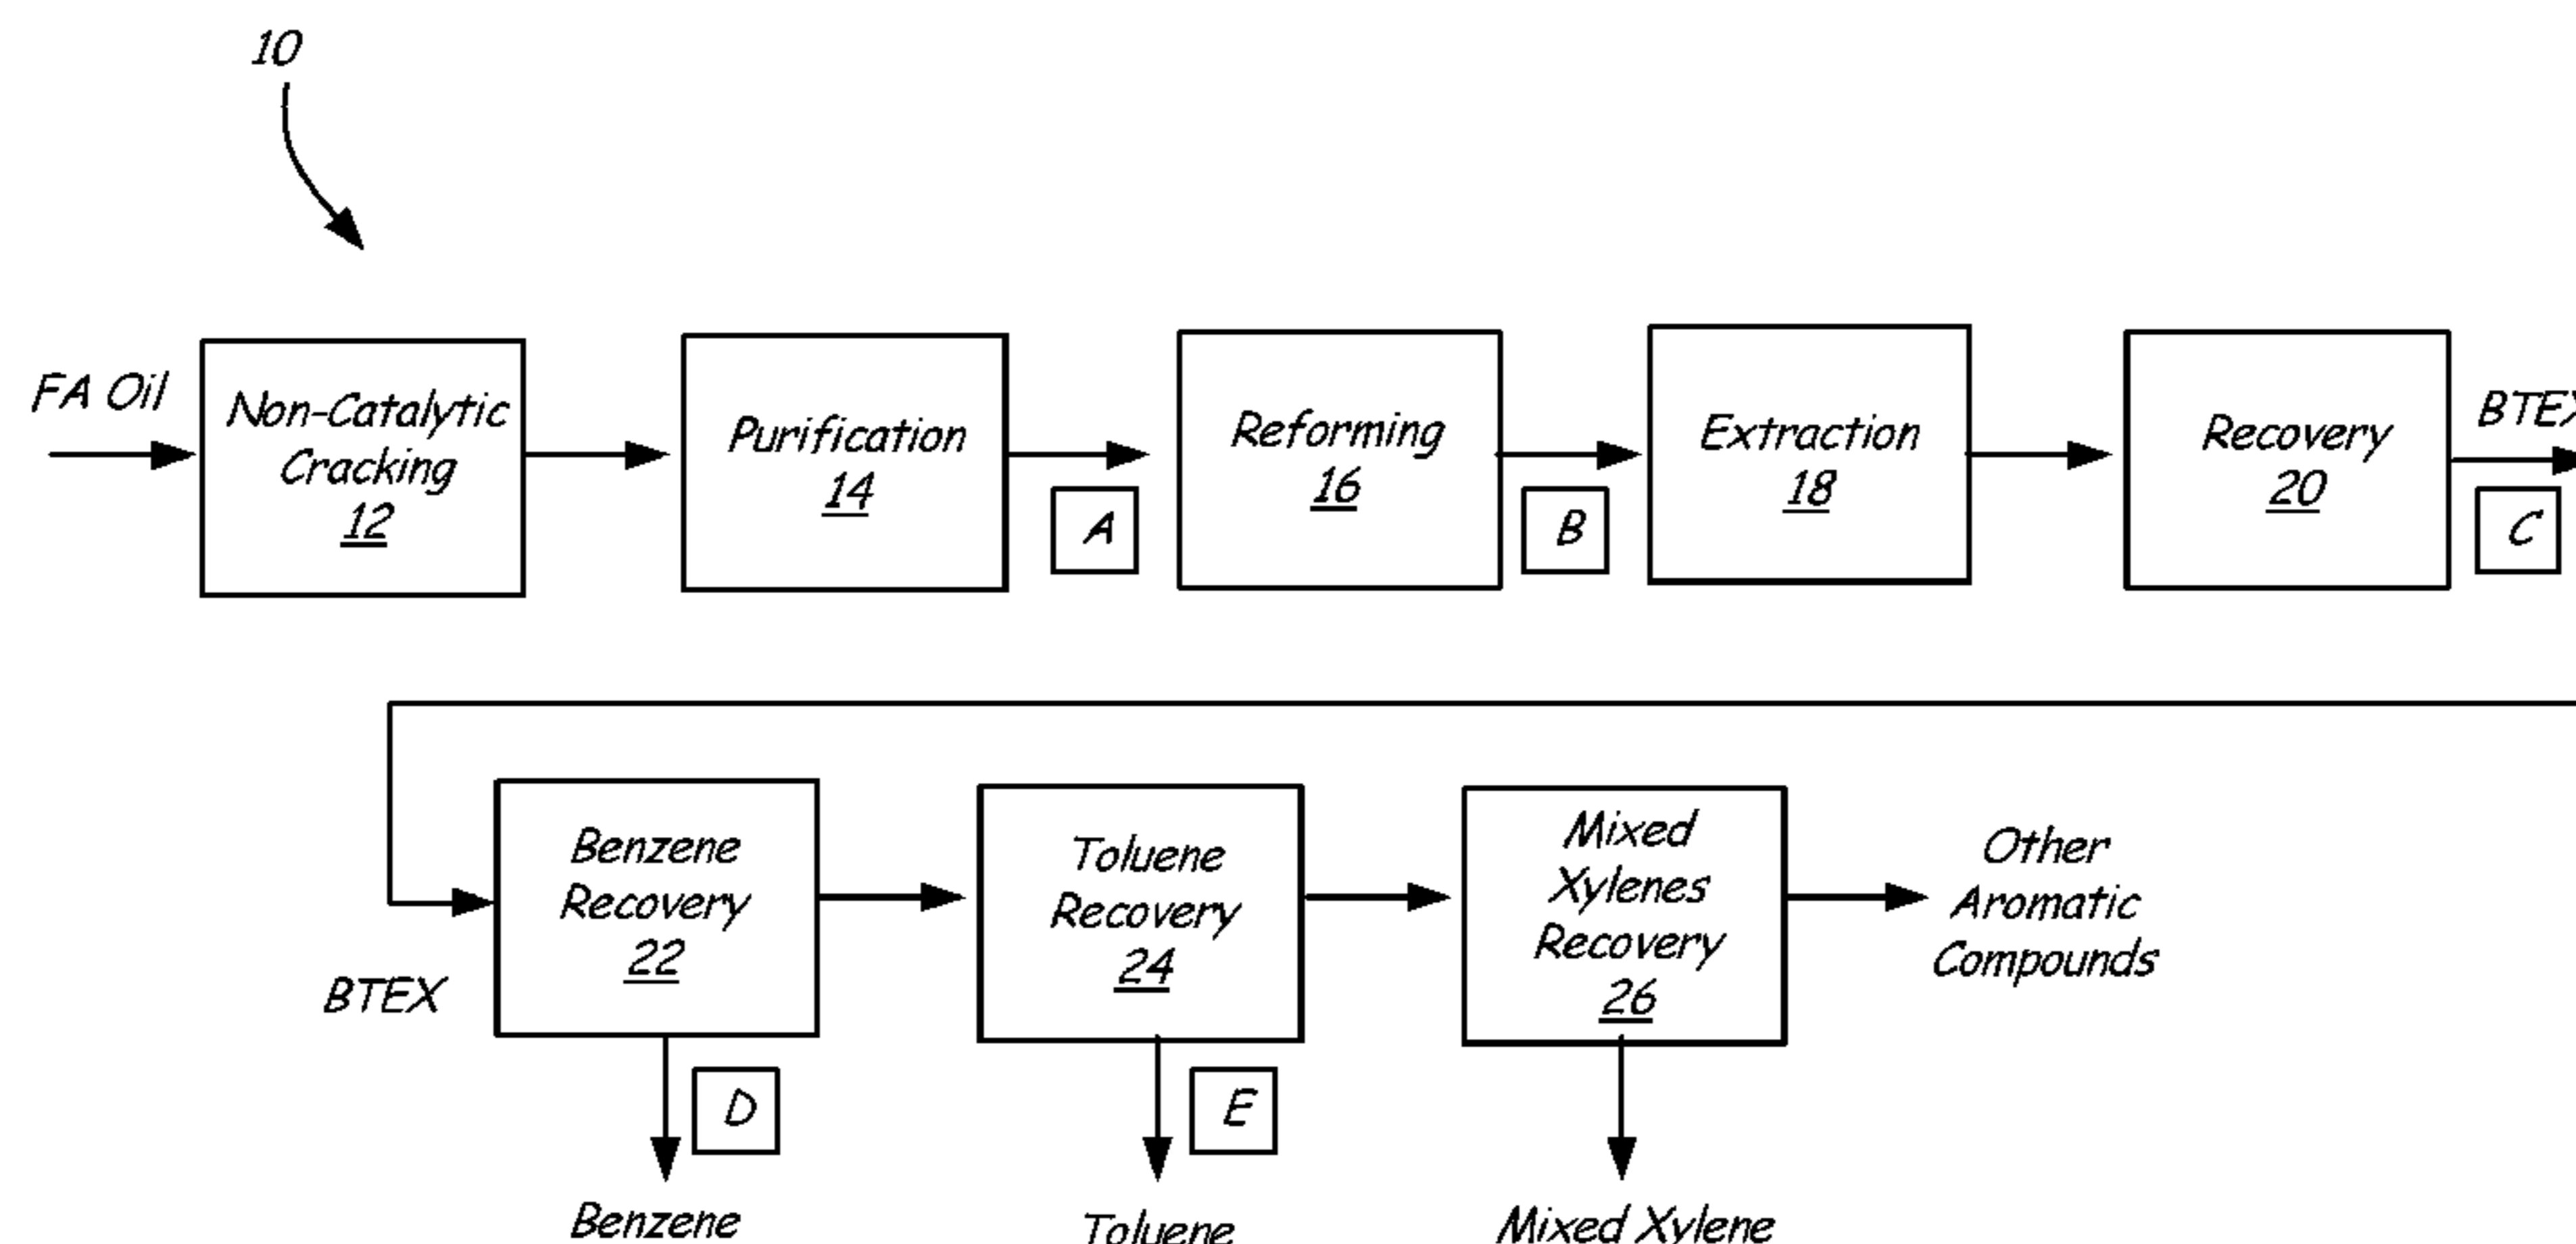 10
FA Oil
Non-Catalytic
Cracking
12
Purification
14
A
Reforming
16
B
Extraction
18
Recovery
20
BTEX
C
BTEX
Benzene
Recovery
22
Toluene
Recovery
24
Mixed
Xylenes
Recovery
26
Other
Aromatic
Compounds
D
E
Benzene
Toluene
Mixed Xylene